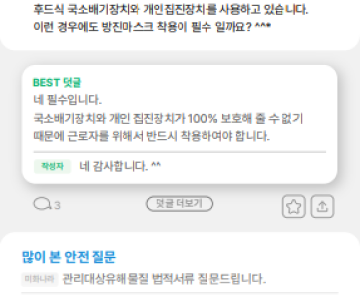 후드식 국소배기장치와 개인집진장치를 사용하고 있습니다.
이런 경우에도 방진마스크 착용이 필수 일까요? ^^*
BEST 덧글
네 필수입니다.
국소배기장치와 개인 집진장치가 100% 보호해 줄 수 없기
때문에 근로자를 위해서 반드시 착용하여야 합니다.
작성자 네 감사합니다. ^^
3 덧글 더보기
많이 본 안전 질문
관리대상유해물질 법적서류 질문드립니다.